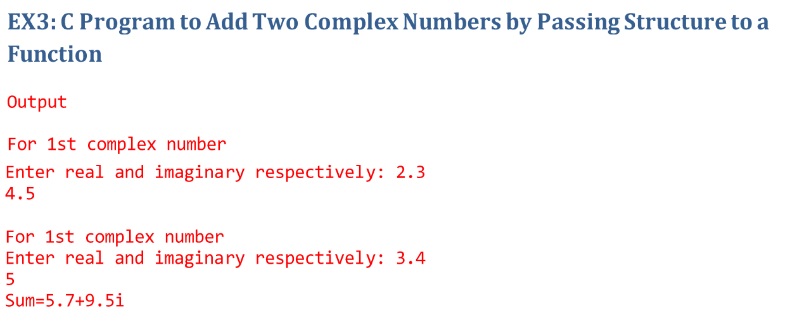 EX3: C Program to Add Two Complex Numbers by Passing Structure to a
Function
Output
For 1st complex number
Enter real and imaginary respectively: 2.3
4.5
For 1st complex number
Enter real and imaginary respectively: 3.4
5
Sum=5.7+9.5i